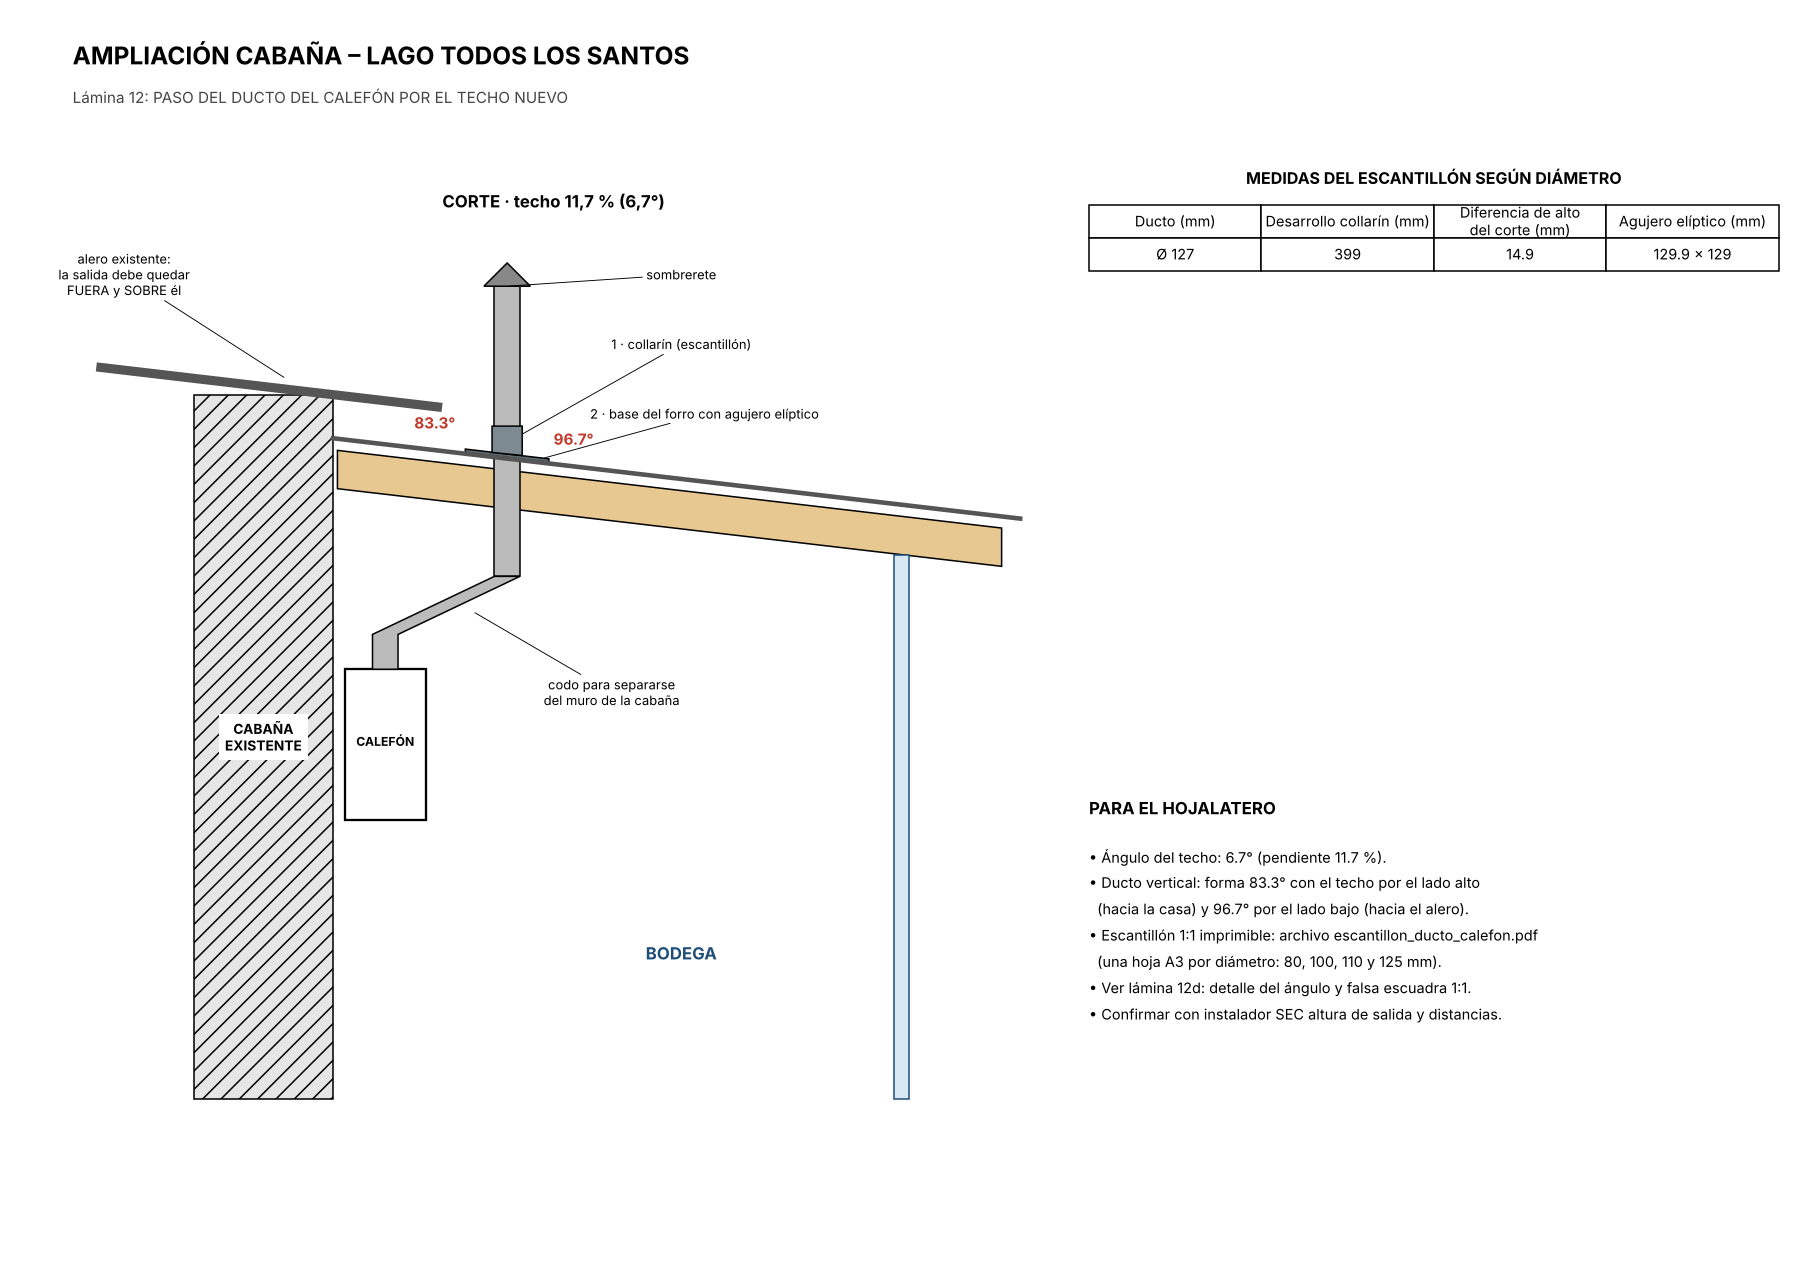 AMPLIACIÓN CABAÑA – LAGO TODOS LOS SANTOS
Lámina 12: PASO DEL DUCTO DEL CALEFÓN POR EL TECHO NUEVO
CORTE · techo 11,7 % (6,7°)
alero existente:
la salida debe quedar
FUERA y SOBRE él
sombrerete
1 · collarín (escantillón)
2 · base del forro con agujero elíptico
83.3°
96.7°
codo para separarse
del muro de la cabaña
CABAÑA
EXISTENTE
CALEFÓN
BODEGA
MEDIDAS DEL ESCANTILLÓN SEGÚN DIÁMETRO
Ducto (mm)
Desarrollo collarín (mm)
Diferencia de alto
del corte (mm)
Agujero elíptico (mm)
Ø 127
399
14.9
129.9 × 129
PARA EL HOJALATERO
• Ángulo del techo: 6.7° (pendiente 11.7 %).
• Ducto vertical: forma 83.3° con el techo por el lado alto
(hacia la casa) y 96.7° por el lado bajo (hacia el alero).
• Escantillón 1:1 imprimible: archivo escantillon_ducto_calefon.pdf
(una hoja A3 por diámetro: 80, 100, 110 y 125 mm).
• Ver lámina 12d: detalle del ángulo y falsa escuadra 1:1.
• Confirmar con instalador SEC altura de salida y distancias.